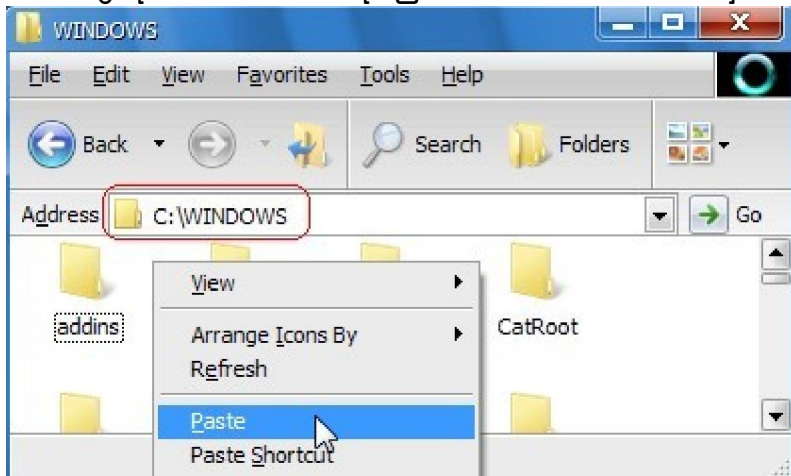 WINDOWS
File Edit View Favorites Tools Help
Back Search Folders
Address C:\WINDOWS Go
addins CatRoot
View
Arrange Icons By
Refresh
Paste
Paste Shortcut